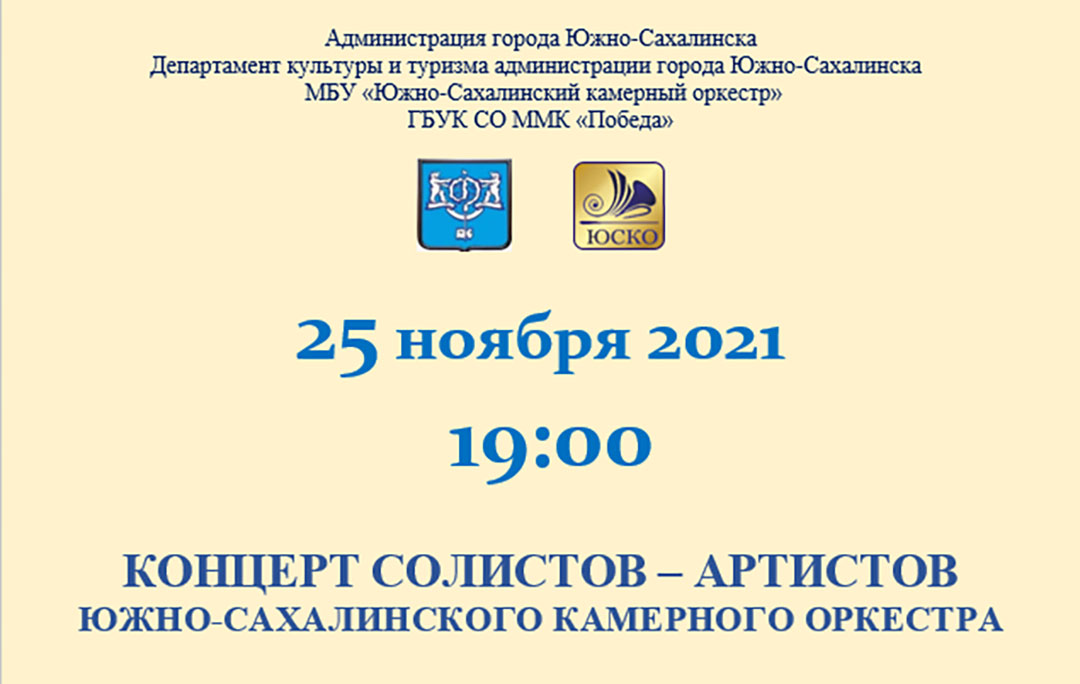 Администрация города Южно-Сахалинска
Департамент культуры и туризма администрации города Южно-Сахалинска
МБУ «Южно-Сахалинский камерный оркестр»
ГБУК СО ММК «Победа»
ЮСКО
25 ноября 2021
19:00
КОНЦЕРТ СОЛИСТОВ – АРТИСТОВ
ЮЖНО-САХАЛИНСКОГО КАМЕРНОГО ОРКЕСТРА